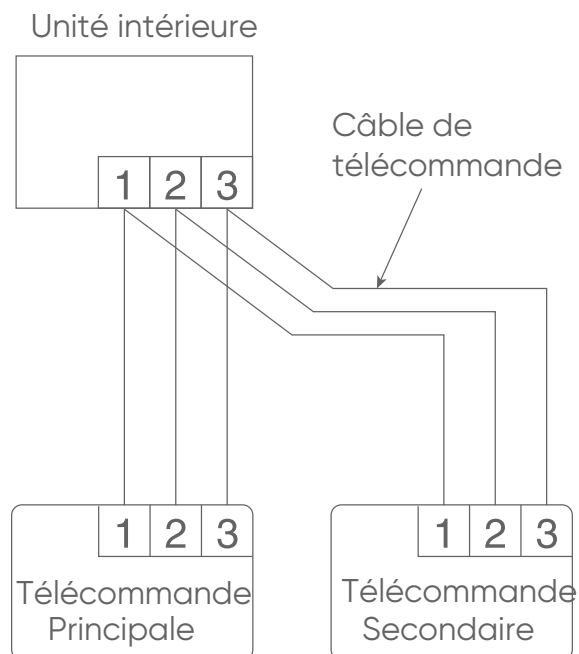 Unité intérieure
Câble de
télécommande
1 2 3
1 2 3
Télécommande
Principale
1 2 3
Télécommande
Secondaire